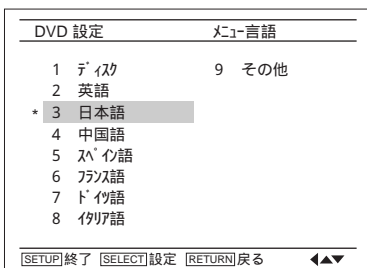 DVD 設定 ﾒﾆｭｰ言語
1 ﾃﾞｨｽｸ 9 その他
2 英語
* 3 日本語
4 中国語
5 ｽﾍﾟｲﾝ語
6 ﾌﾗﾝｽ語
7 ﾄﾞｲﾂ語
8 ｲﾀﾘｱ語
SETUP 終了 SELECT 設定 RETURN 戻る ◀▲▼